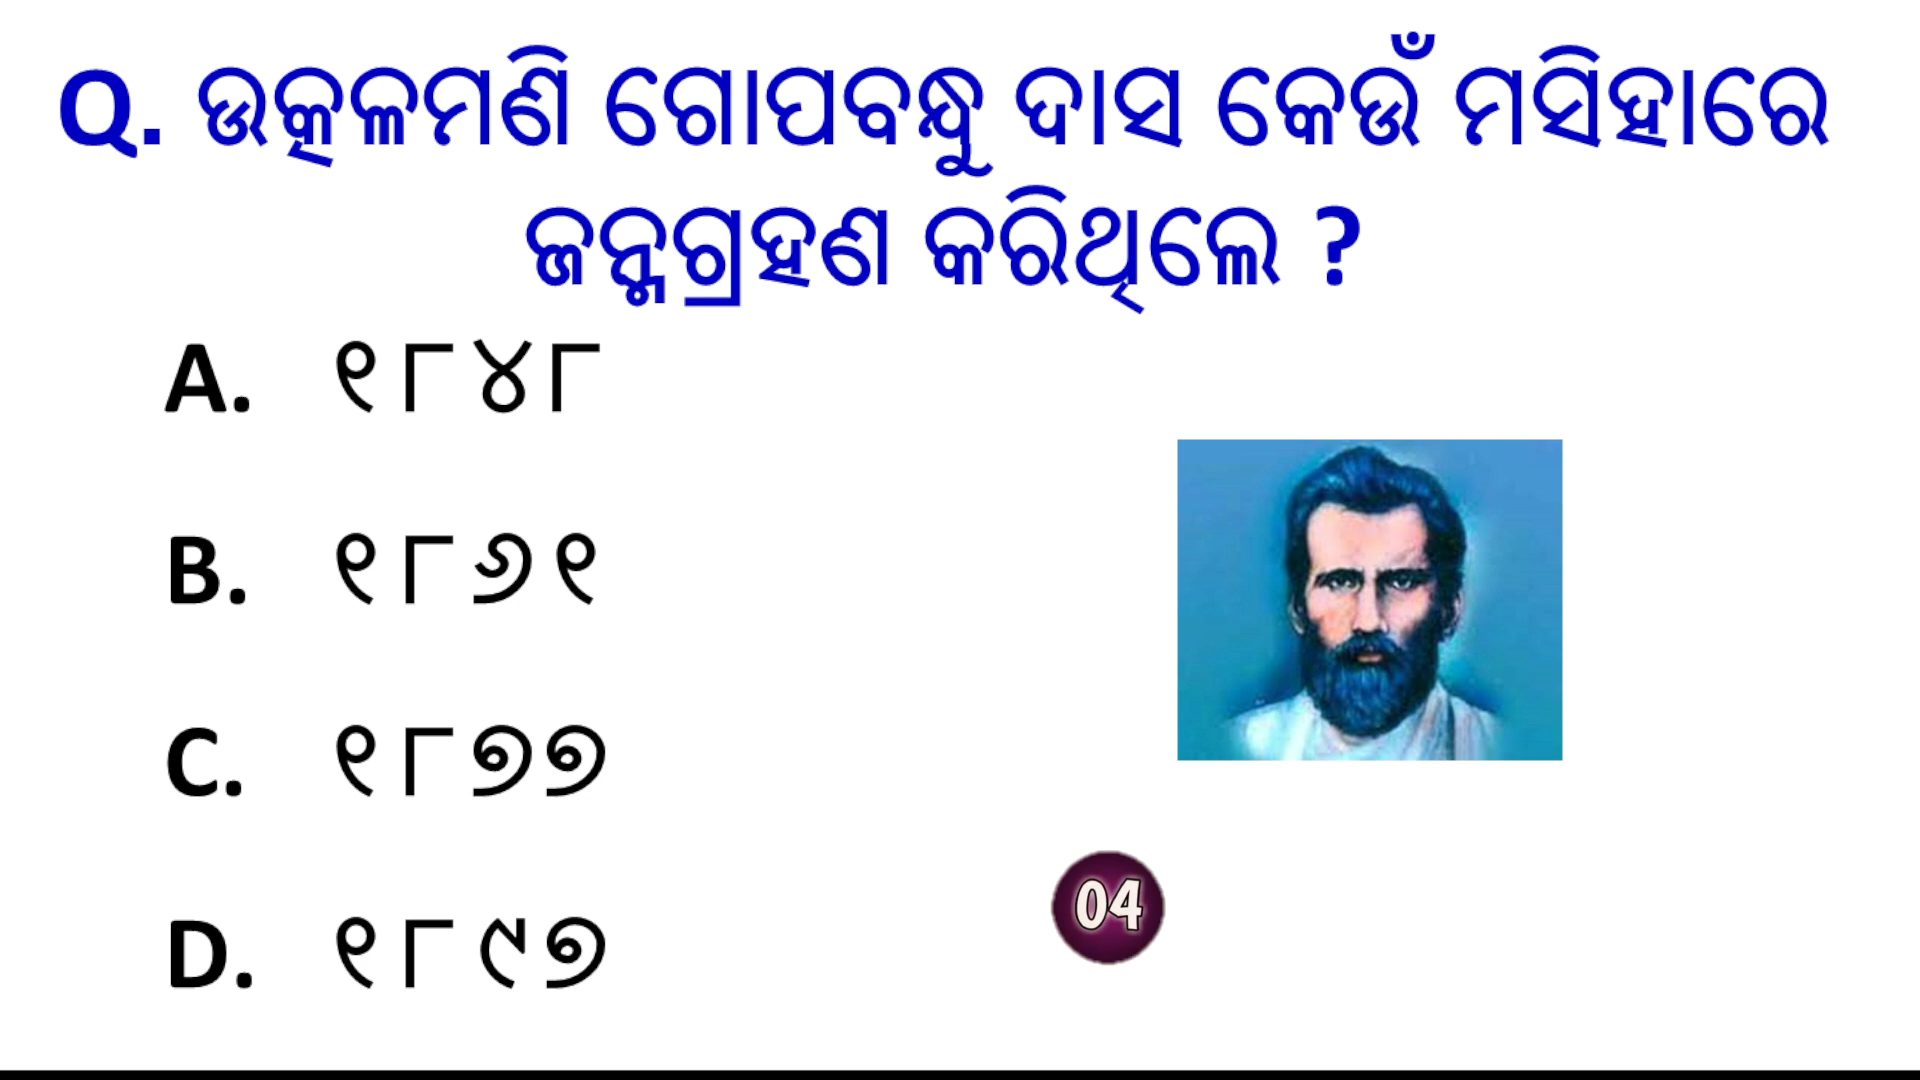 Q. ଉତ୍କଳମଣି ଗୋପବନ୍ଧୁ ଦାସ କେଉଁ ମସିହାରେ
ଜନ୍ମଗ୍ରହଣ କରିଥିଲେ ?
A. ୧୮୪୮
B. ୧୮୬୧
C. ୧୮୭୭
D. ୧୮୯୭
04